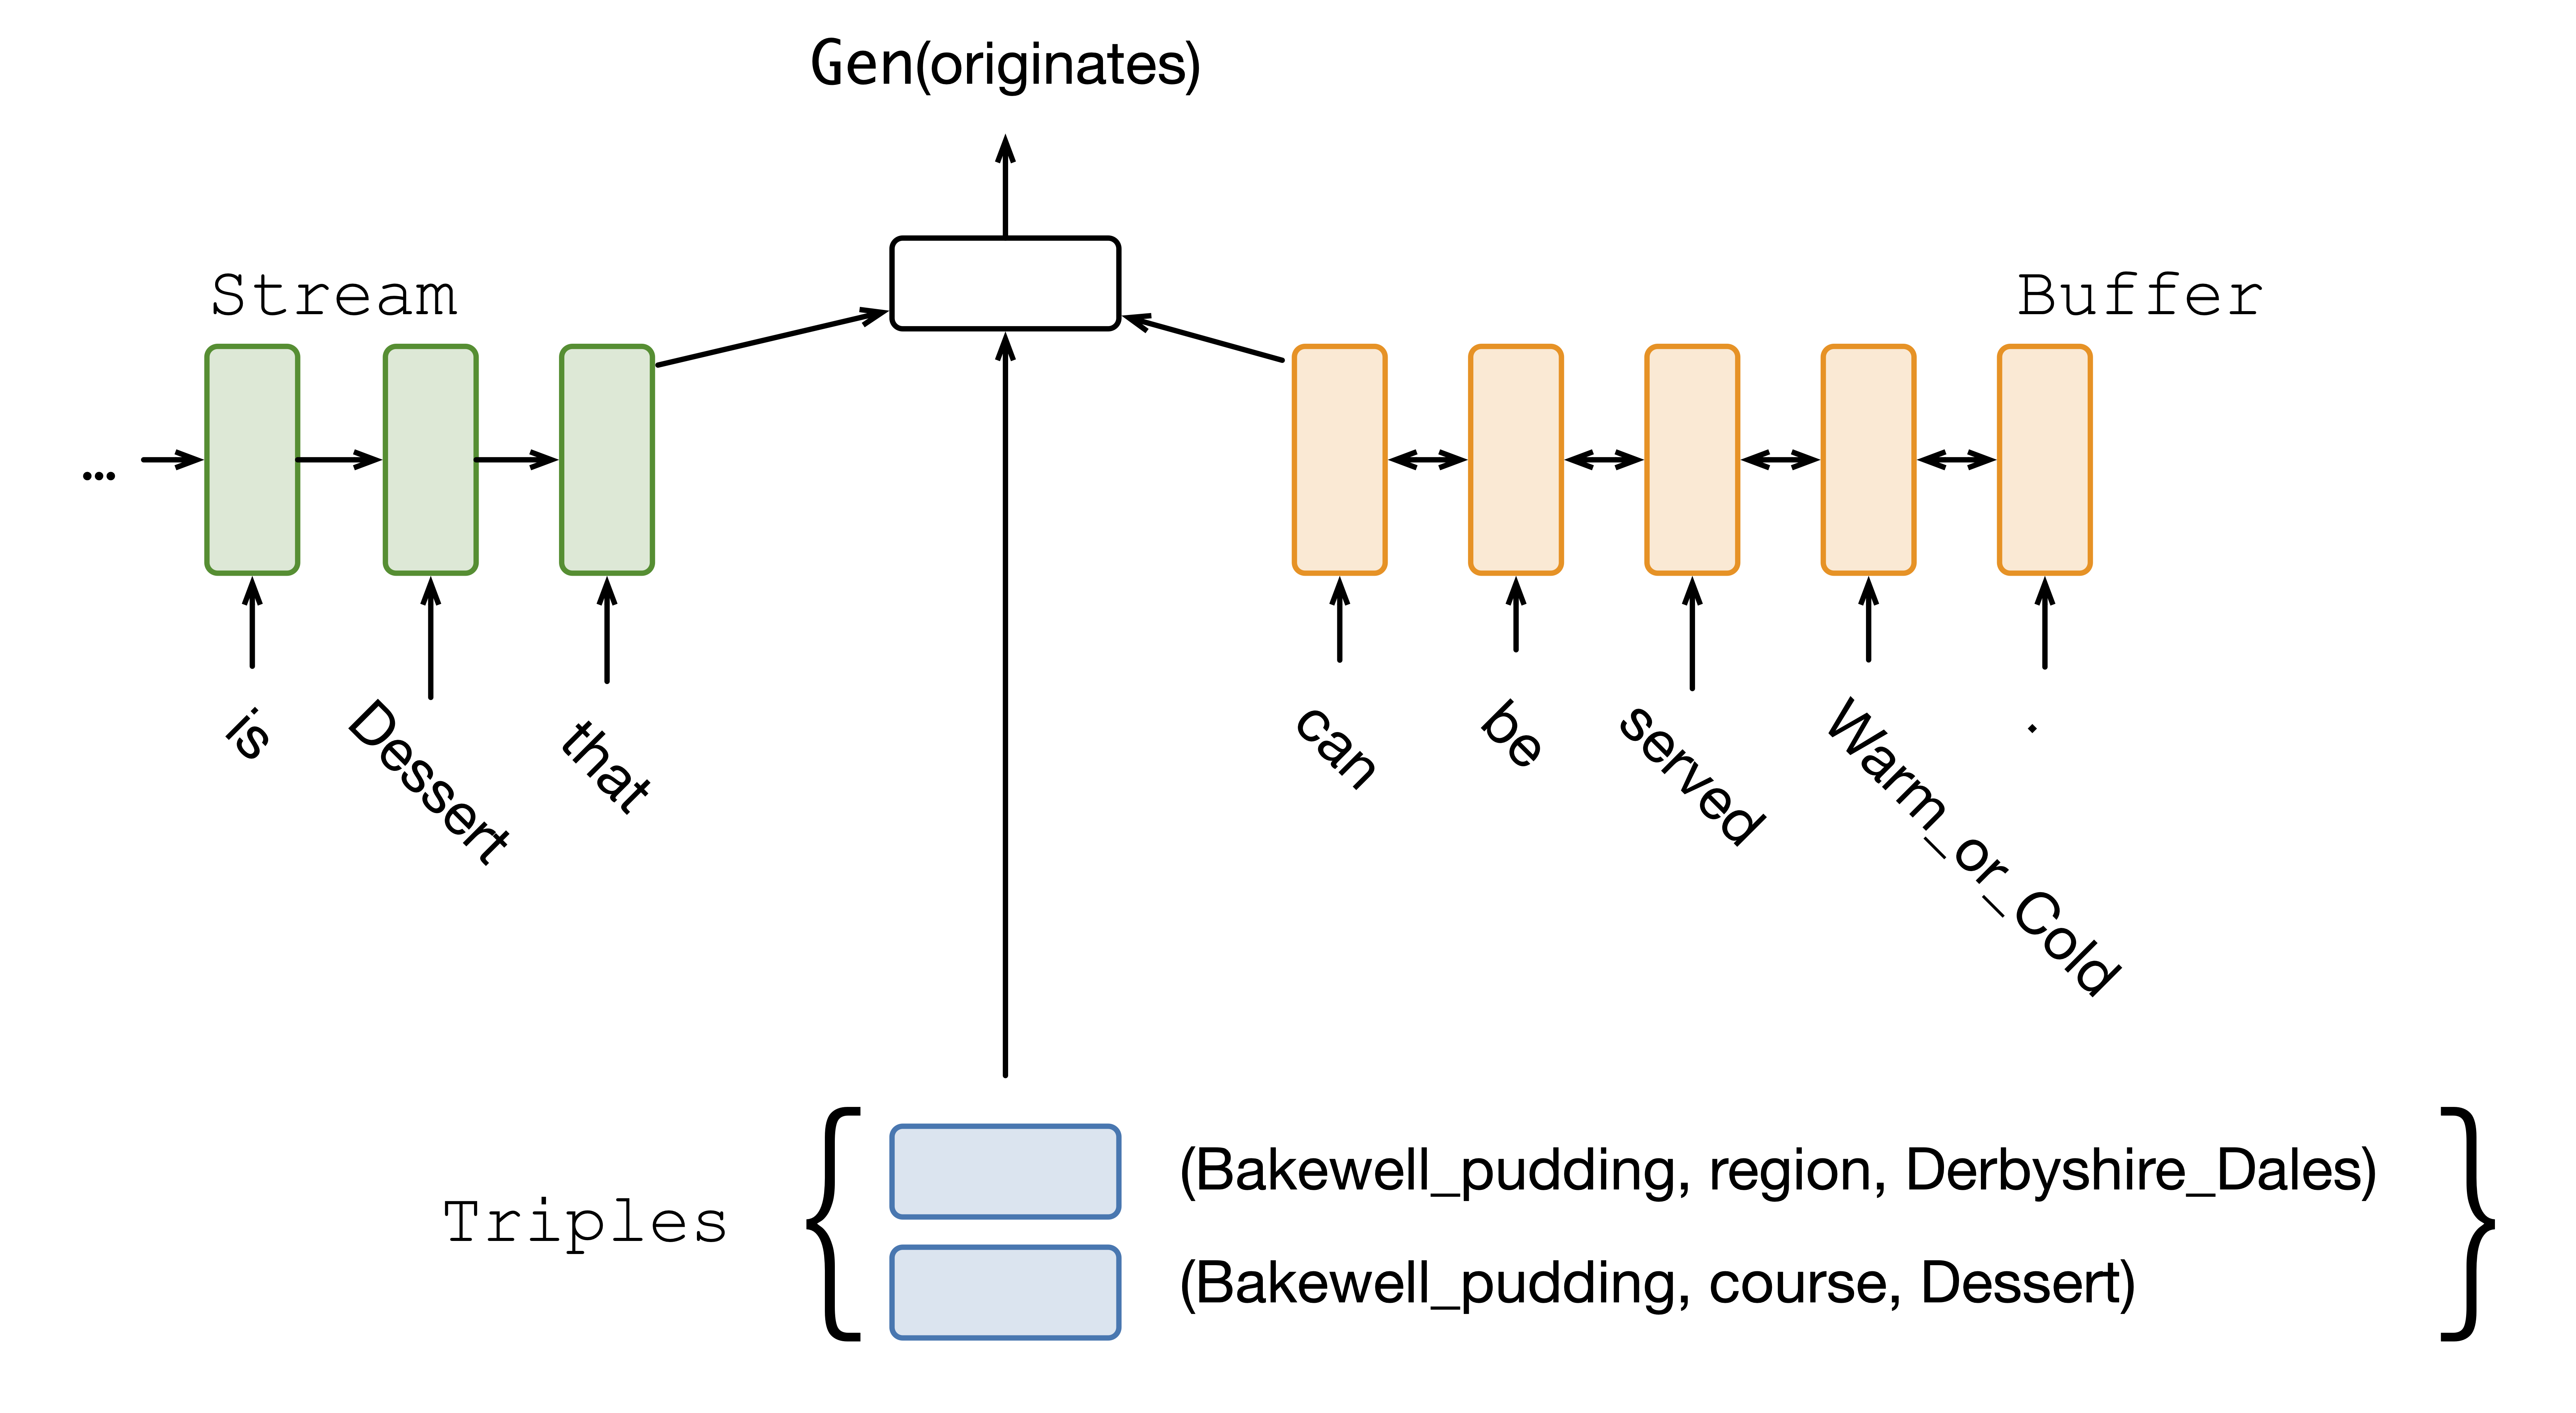 Gen(originates)
Stream
Buffer
...
is
Dessert
that
can
be
served
Warm_or_Cold
.
Triples
(Bakewell_pudding, region, Derbyshire_Dales)
(Bakewell_pudding, course, Dessert)